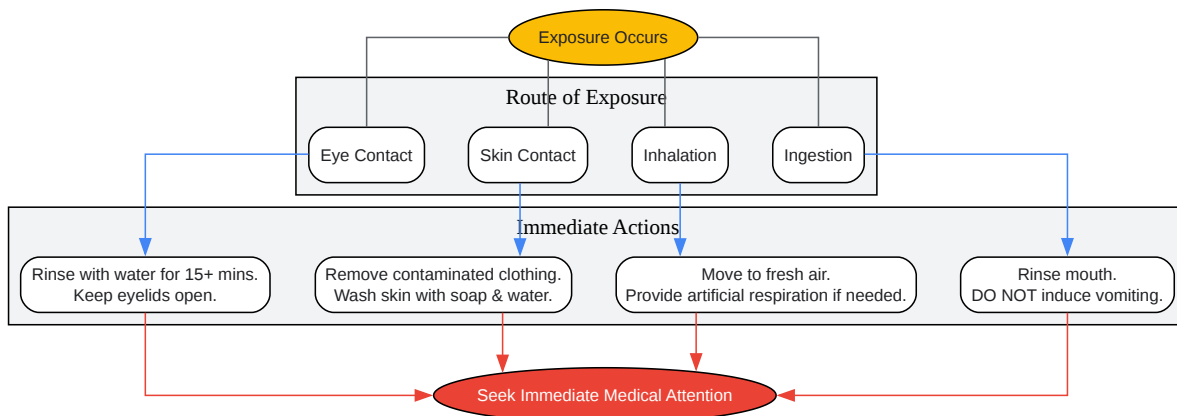 Exposure Occurs
Route of Exposure
Eye Contact
Skin Contact
Inhalation
Ingestion
Immediate Actions
Rinse with water for 15+ mins.
Keep eyelids open.
Remove contaminated clothing.
Wash skin with soap & water.
Move to fresh air.
Provide artificial respiration if needed.
Rinse mouth.
DO NOT induce vomiting.
Seek Immediate Medical Attention